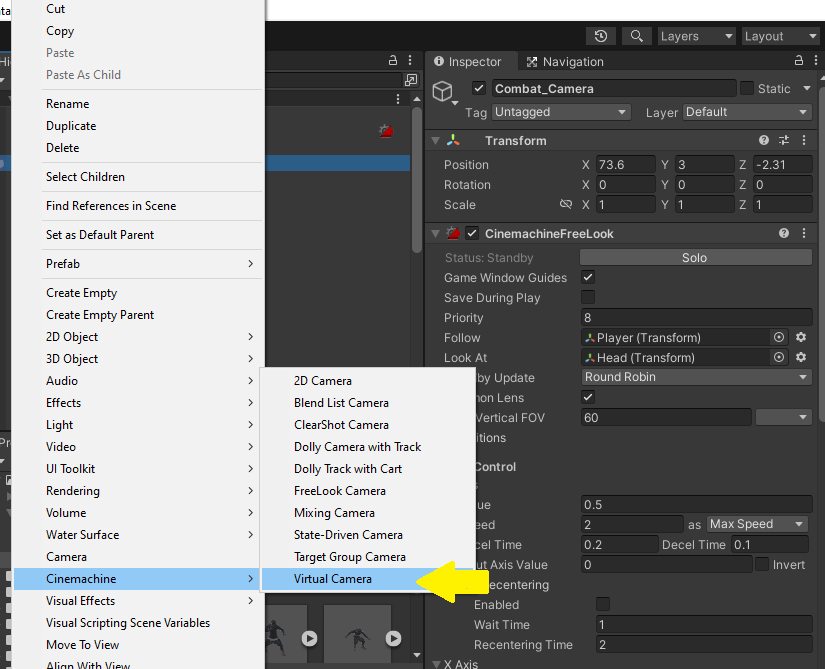 Cut
Copy
Paste
Paste As Child
Rename
Duplicate
Delete
Select Children
Find References in Scene
Set as Default Parent
Prefab
Create Empty
Create Empty Parent
2D Object
3D Object
Audio
Effects
Light
Video
UI Toolkit
Rendering
Volume
Water Surface
Camera
Cinemachine
Visual Effects
Visual Scripting Scene Variables
Move To View
Align With View
2D Camera
Blend List Camera
ClearShot Camera
Dolly Camera with Track
Dolly Track with Cart
FreeLook Camera
Mixing Camera
State-Driven Camera
Target Group Camera
Virtual Camera
Layers Layout
Inspector Navigation
Combat_Camera Static
Tag Untagged Layer Default
Transform
Position X 73.6 Y 3 Z -2.31
Rotation X 0 Y 0 Z 0
Scale X 1 Y 1 Z 1
CinemachineFreeLook
Status: Standby Solo
Game Window Guides
Save During Play
Priority 8
Follow Player (Transform)
Look At Head (Transform)
by Update Round Robin
Lens
Vertical FOV 60
Control
0.5
2 as Max Speed
Time 0.2 Decel Time 0.1
Axis Value 0 Invert
Enabled
Wait Time 1
Recentering Time 2
X Axis